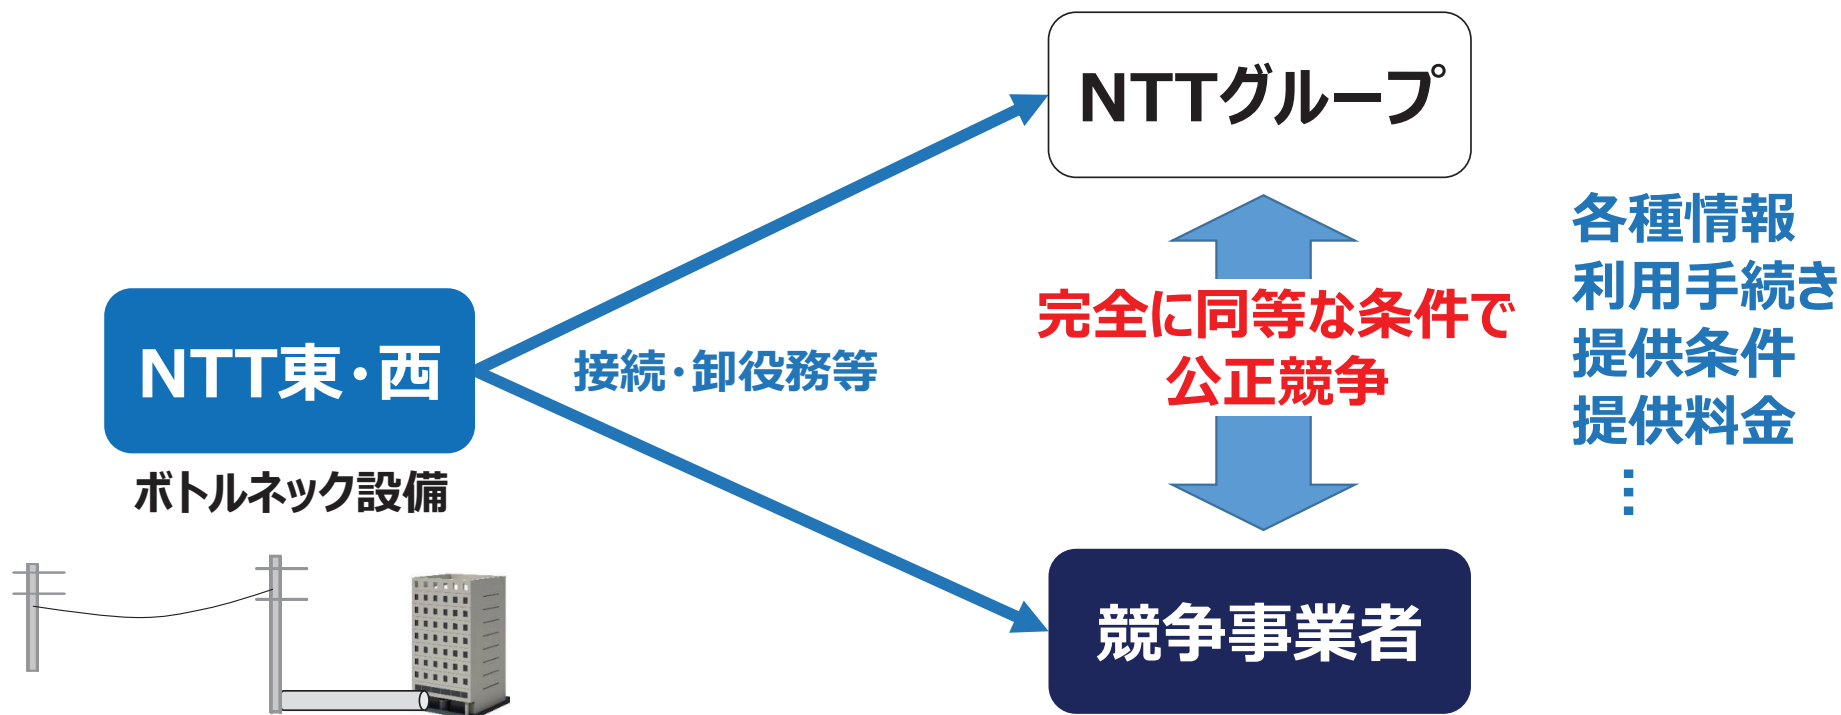 NTTグループ
NTT東・西
ボトルネック設備
接続・卸役務等
完全に同等な条件で
公正競争
競争事業者
各種情報
利用手続き
提供条件
提供料金
…